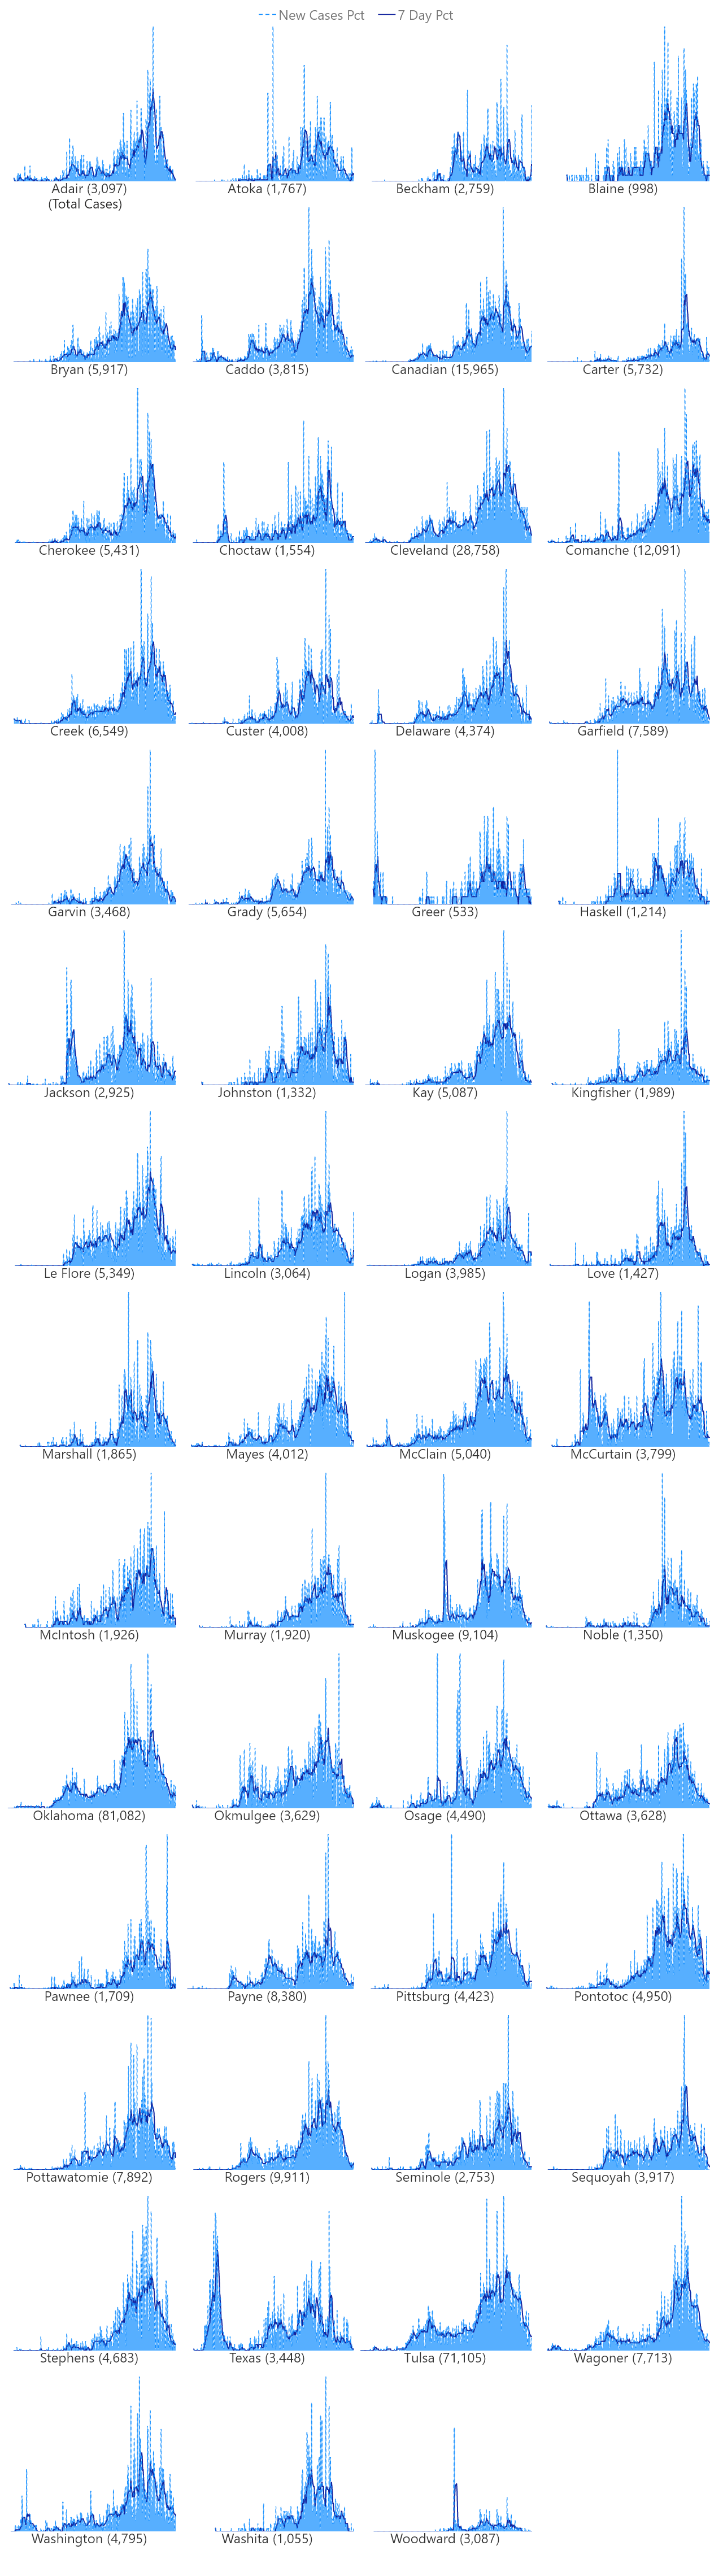 New Cases Pct 7 Day Pct
Adair (3,097) Atoka (1,767) Beckham (2,759) Blaine (998)
(Total Cases)
Bryan (5,917) Caddo (3,815) Canadian (15,965) Carter (5,732)
Cherokee (5,431) Choctaw (1,554) Cleveland (28,758) Comanche (12,091)
Creek (6,549) Custer (4,008) Delaware (4,374) Garfield (7,589)
Garvin (3,468) Grady (5,654) Greer (533) Haskell (1,214)
Jackson (2,925) Johnston (1,332) Kay (5,087) Kingfisher (1,989)
Le Flore (5,349) Lincoln (3,064) Logan (3,985) Love (1,427)
Marshall (1,865) Mayes (4,012) McClain (5,040) McCurtain (3,799)
McIntosh (1,926) Murray (1,920) Muskogee (9,104) Noble (1,350)
Oklahoma (81,082) Okmulgee (3,629) Osage (4,490) Ottawa (3,628)
Pawnee (1,709) Payne (8,380) Pittsburg (4,423) Pontotoc (4,950)
Pottawatomie (7,892) Rogers (9,911) Seminole (2,753) Sequoyah (3,917)
Stephens (4,683) Texas (3,448) Tulsa (71,105) Wagoner (7,713)
Washington (4,795) Washita (1,055) Woodward (3,087)